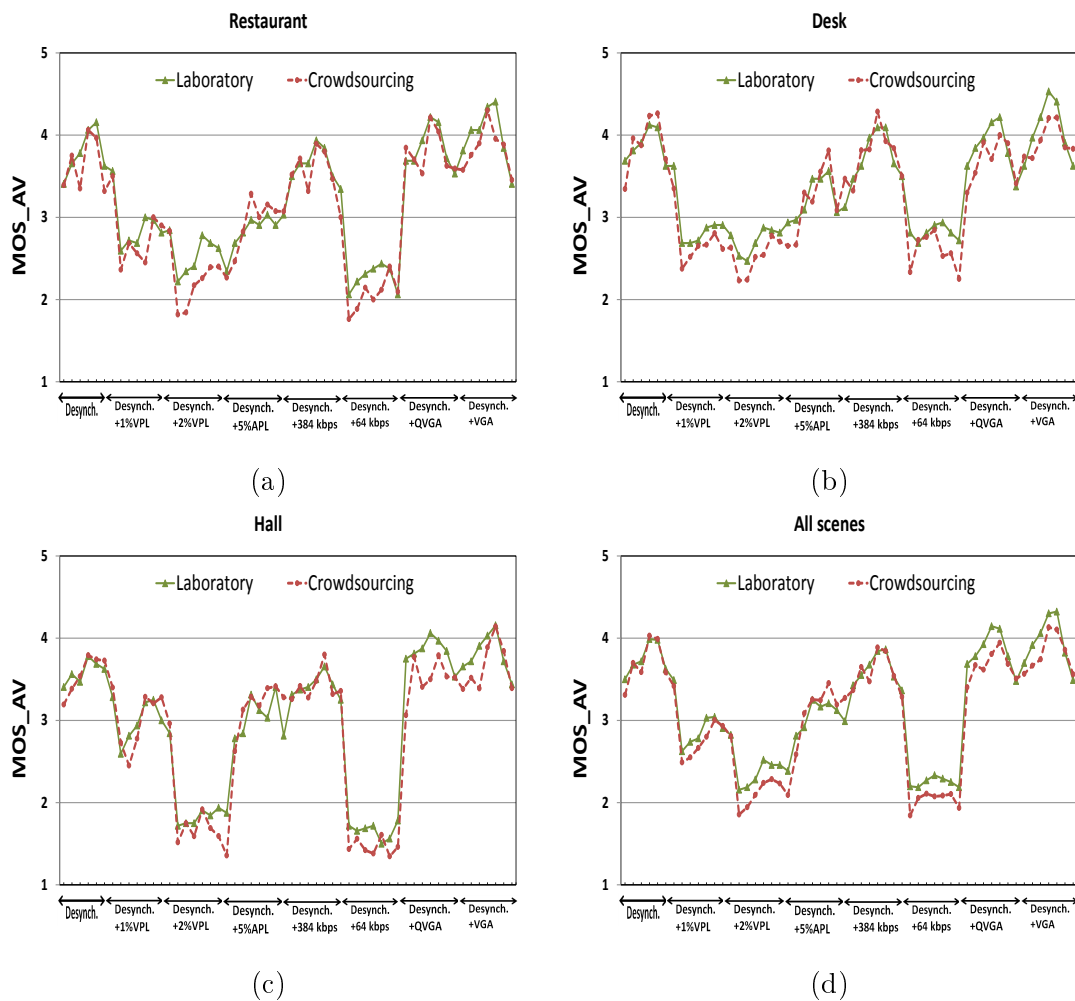 Restaurant
MOS_AV
5
4
3
2
1
Laboratory
Crowdsourcing
Desynch.
Desynch. +1%VPL
Desynch. +2%VPL
Desynch. +5%APL
Desynch. +384 kbps
Desynch. +64 kbps
Desynch. +QVGA
Desynch. +VGA
(a)
Desk
MOS_AV
5
4
3
2
1
Laboratory
Crowdsourcing
Desynch.
Desynch. +1%VPL
Desynch. +2%VPL
Desynch. +5%APL
Desynch. +384 kbps
Desynch. +64 kbps
Desynch. +QVGA
Desynch. +VGA
(b)
Hall
MOS_AV
5
4
3
2
1
Laboratory
Crowdsourcing
Desynch.
Desynch. +1%VPL
Desynch. +2%VPL
Desynch. +5%APL
Desynch. +384 kbps
Desynch. +64 kbps
Desynch. +QVGA
Desynch. +VGA
(c)
All scenes
MOS_AV
5
4
3
2
1
Laboratory
Crowdsourcing
Desynch.
Desynch. +1%VPL
Desynch. +2%VPL
Desynch. +5%APL
Desynch. +384 kbps
Desynch. +64 kbps
Desynch. +QVGA
Desynch. +VGA
(d)